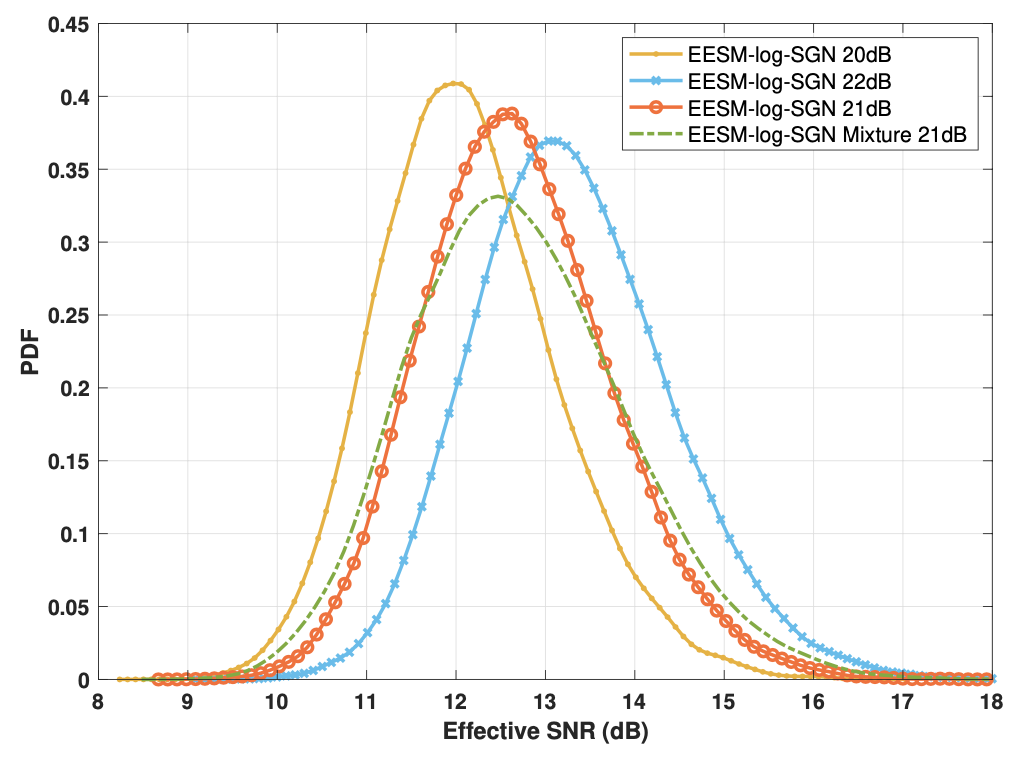 0.45
0.4
0.35
0.3
0.25
0.2
0.15
0.1
0.05
0
PDF
EESM-log-SGN 20dB
EESM-log-SGN 22dB
EESM-log-SGN 21dB
EESM-log-SGN Mixture 21dB
8 9 10 11 12 13 14 15 16 17 18
Effective SNR (dB)